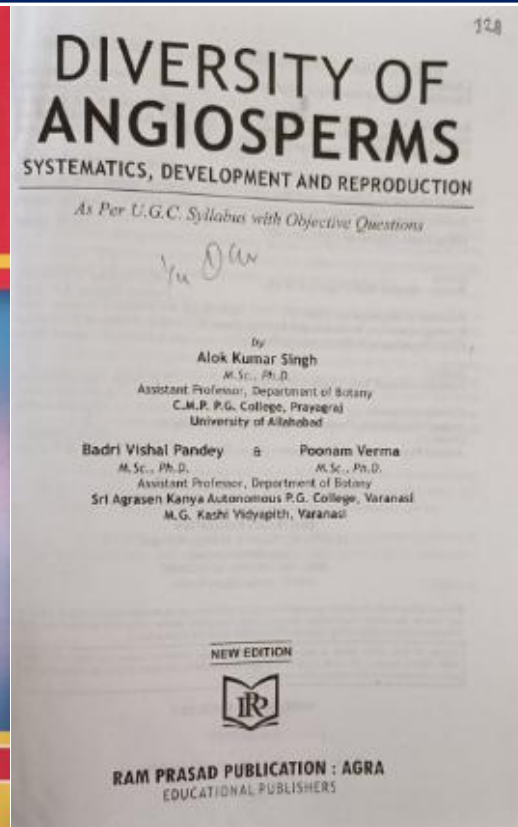 328
DIVERSITY OF
ANGIOSPERMS
SYSTEMATICS, DEVELOPMENT AND REPRODUCTION
As Per U.G.C. Syllabus with Objective Questions
by
Alok Kumar Singh
M.Sc., Ph.D.
Assistant Professor, Department of Botany
C.M.P. P.G. College, Prayagraj
University of Allahabad
Badri Vishal Pandey & Poonam Verma
M.Sc., Ph.D. M.Sc., Ph.D.
Assistant Professor, Department of Botany
Sri Agrasen Kanya Autonomous P.G. College, Varanasi
M.G. Kashi Vidyapith, Varanasi
NEW EDITION
RP
RAM PRASAD PUBLICATION : AGRA
EDUCATIONAL PUBLISHERS